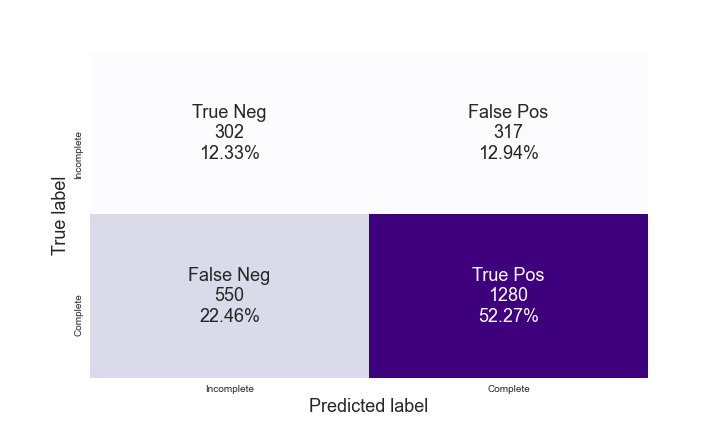 True Neg
302
12.33%
False Pos
317
12.94%
False Neg
550
22.46%
True Pos
1280
52.27%
True label
Incomplete
Complete
Incomplete
Complete
Predicted label